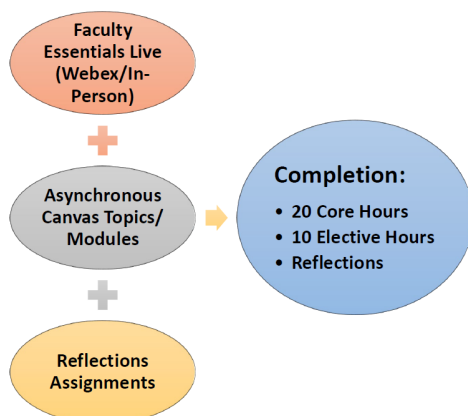 Faculty
Essentials Live
(Webex/In-
Person)
Asynchronous
Canvas Topics/
Modules
Reflections
Assignments
Completion:
• 20 Core Hours
• 10 Elective Hours
• Reflections